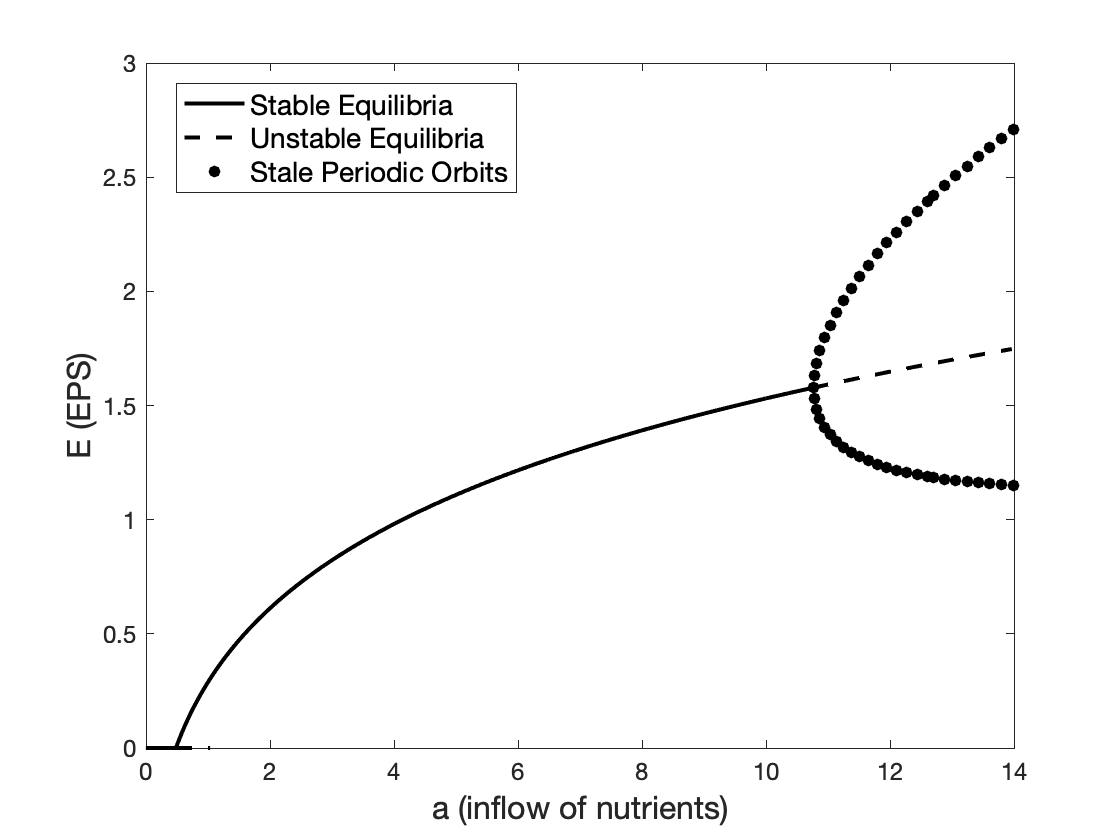 3
2.5
2
1.5
1
0.5
0
E (EPS)
Stable Equilibria
Unstable Equilibria
Stale Periodic Orbits
0 2 4 6 8 10 12 14
a (inflow of nutrients)